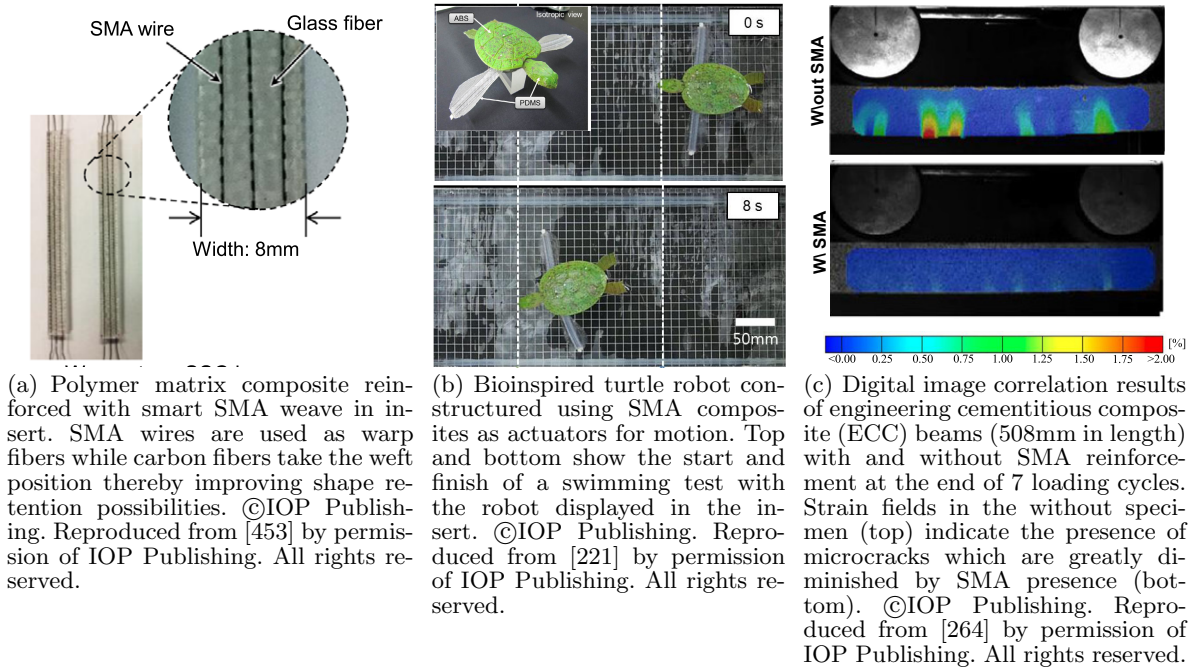 SMA wire
Glass fiber
Width: 8mm
ABS
Isotropic view
PDMS
0 s
8 s
50mm
W\out SMA
W\ SMA
[%]
<0.00 0.25 0.50 0.75 1.00 1.25 1.50 1.75 >2.00
(a) Polymer matrix composite rein-
forced with smart SMA weave in in-
sert. SMA wires are used as warp
fibers while carbon fibers take the weft
position thereby improving shape re-
tention possibilities. ©IOP Publish-
ing. Reproduced from [453] by permis-
sion of IOP Publishing. All rights re-
served.
(b) Bioinspired turtle robot con-
structured using SMA compos-
ites as actuators for motion. Top
and bottom show the start and
finish of a swimming test with
the robot displayed in the in-
sert. ©IOP Publishing. Repro-
duced from [221] by permission
of IOP Publishing. All rights re-
served.
(c) Digital image correlation results
of engineering cementitious compos-
ite (ECC) beams (508mm in length)
with and without SMA reinforce-
ment at the end of 7 loading cycles.
Strain fields in the without speci-
men (top) indicate the presence of
microcracks which are greatly di-
minished by SMA presence (bot-
tom). ©IOP Publishing. Repro-
duced from [264] by permission of
IOP Publishing. All rights reserved.